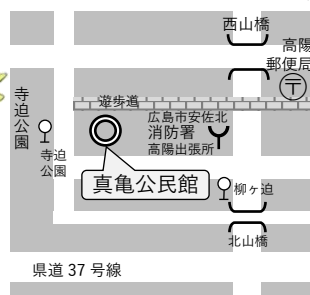 西山橋
高陽
郵便局
〒
遊歩道
寺迫公園
広島市安佐北
消防署
高陽出張所
寺迫
公園
真亀公民館
柳ヶ迫
北山橋
県道 37 号線